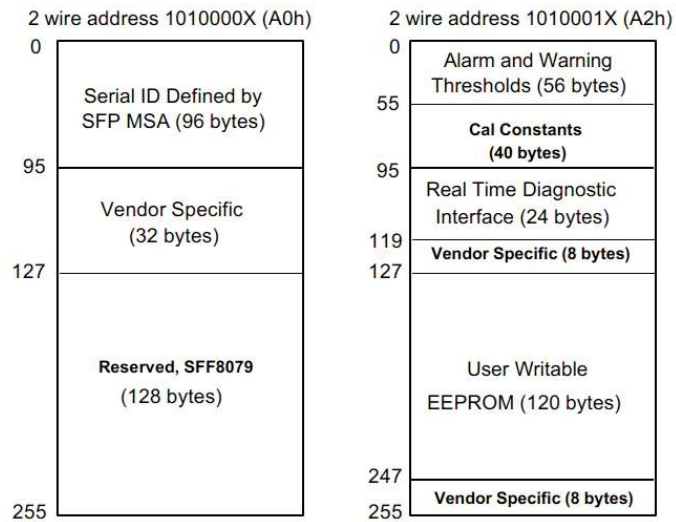 2 wire address 1010000X (A0h)
0
Serial ID Defined by
SFP MSA (96 bytes)
95
Vendor Specific
(32 bytes)
127
Reserved, SFF8079
(128 bytes)
255
2 wire address 1010001X (A2h)
0
Alarm and Warning
Thresholds (56 bytes)
55
Cal Constants
(40 bytes)
95
Real Time Diagnostic
Interface (24 bytes)
119
Vendor Specific (8 bytes)
127
User Writable
EEPROM (120 bytes)
247
Vendor Specific (8 bytes)
255